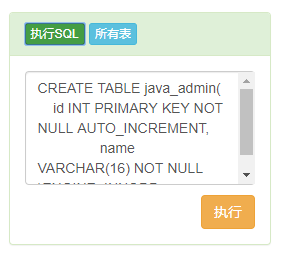 执行SQL 所有表
CREATE TABLE java_admin(
id INT PRIMARY KEY NOT
NULL AUTO_INCREMENT,
name
VARCHAR(16) NOT NULL
执行